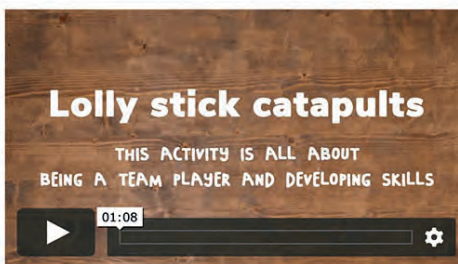 Lolly stick catapults
THIS ACTIVITY IS ALL ABOUT
BEING A TEAM PLAYER AND DEVELOPING SKILLS
01:08